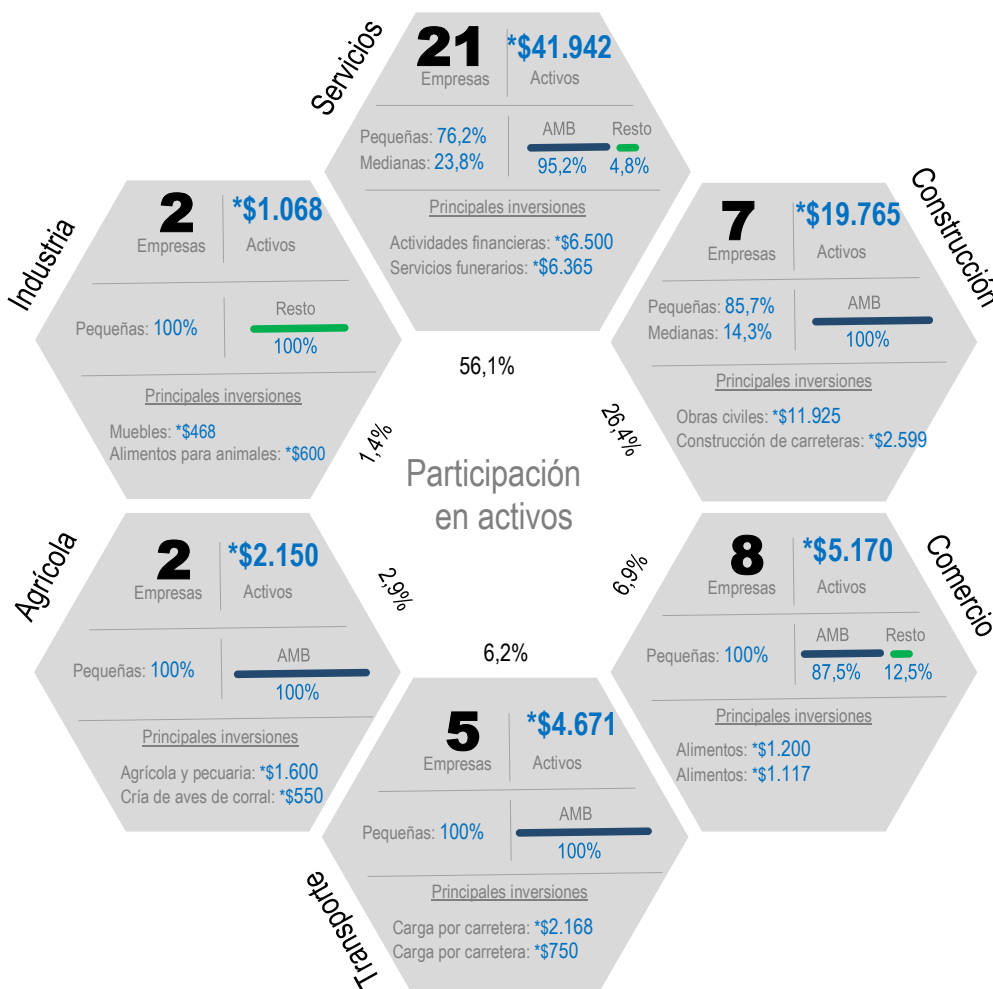 Servicios
21
Empresas
*$41.942
Activos
Pequeñas: 76,2%
Medianas: 23,8%
AMB
95,2%
Resto
4,8%
Principales inversiones
Actividades financieras: *$6.500
Servicios funerarios: *$6.365
Industria
2
Empresas
*$1.068
Activos
Pequeñas: 100%
Resto
100%
Principales inversiones
Muebles: *$468
Alimentos para animales: *$600
Construcción
7
Empresas
*$19.765
Activos
Pequeñas: 85,7%
Medianas: 14,3%
AMB
100%
Principales inversiones
Obras civiles: *$11.925
Construcción de carreteras: *$2.599
56,1%
1,4%
26,4%
Participación
en activos
2,9%
6,9%
6,2%
Agrícola
2
Empresas
*$2.150
Activos
Pequeñas: 100%
AMB
100%
Principales inversiones
Agrícola y pecuaria: *$1.600
Cría de aves de corral: *$550
Comercio
8
Empresas
*$5.170
Activos
Pequeñas: 100%
AMB
87,5%
Resto
12,5%
Principales inversiones
Alimentos: *$1.200
Alimentos: *$1.117
Transporte
5
Empresas
*$4.671
Activos
Pequeñas: 100%
AMB
100%
Principales inversiones
Carga por carretera: *$2.168
Carga por carretera: *$750